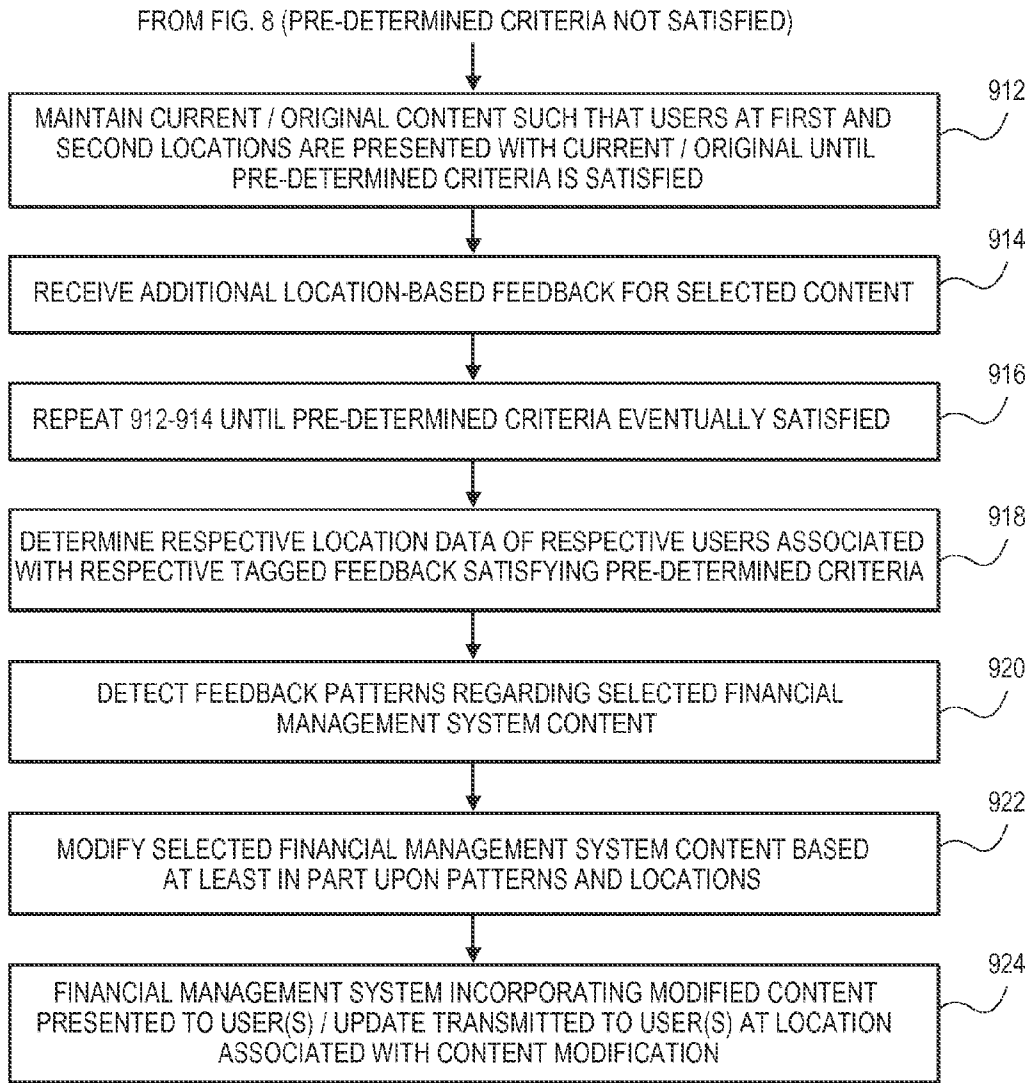 FROM FIG. 8 (PRE-DETERMINED CRITERIA NOT SATISFIED)
912
MAINTAIN CURRENT / ORIGINAL CONTENT SUCH THAT USERS AT FIRST AND
SECOND LOCATIONS ARE PRESENTED WITH CURRENT / ORIGINAL UNTIL
PRE-DETERMINED CRITERIA IS SATISFIED
914
RECEIVE ADDITIONAL LOCATION-BASED FEEDBACK FOR SELECTED CONTENT
916
REPEAT 912-914 UNTIL PRE-DETERMINED CRITERIA EVENTUALLY SATISFIED
918
DETERMINE RESPECTIVE LOCATION DATA OF RESPECTIVE USERS ASSOCIATED
WITH RESPECTIVE TAGGED FEEDBACK SATISFYING PRE-DETERMINED CRITERIA
920
DETECT FEEDBACK PATTERNS REGARDING SELECTED FINANCIAL
MANAGEMENT SYSTEM CONTENT
922
MODIFY SELECTED FINANCIAL MANAGEMENT SYSTEM CONTENT BASED
AT LEAST IN PART UPON PATTERNS AND LOCATIONS
924
FINANCIAL MANAGEMENT SYSTEM INCORPORATING MODIFIED CONTENT
PRESENTED TO USER(S) / UPDATE TRANSMITTED TO USER(S) AT LOCATION
ASSOCIATED WITH CONTENT MODIFICATION